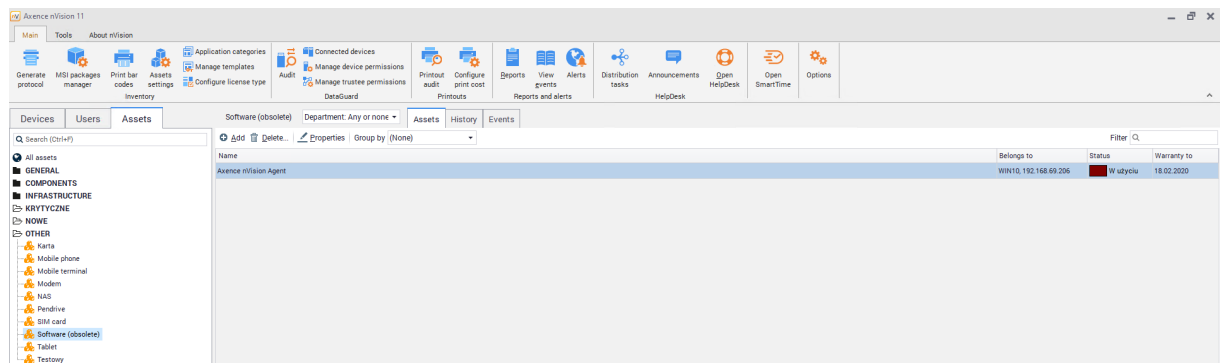 nV Axence nVision 11
Main Tools About nVision
Generate protocol
MSI packages manager
Print bar codes
Assets settings
Application categories
Manage templates
Configure license type
Inventory
Audit
Connected devices
Manage device permissions
Manage trustee permissions
DataGuard
Printout audit
Configure print cost
Printouts
Reports
View events
Alerts
Reports and alerts
Distribution tasks
Announcements
Open HelpDesk
HelpDesk
Open SmartTime
Options
Devices Users Assets
Software (obsolete) Department: Any or none Assets History Events
Search (Ctrl+F)
Add Delete... Properties Group by (None) Filter
All assets
GENERAL
COMPONENTS
INFRASTRUCTURE
KRYTYCZNE
NOWE
OTHER
Karta
Mobile phone
Mobile terminal
Modem
NAS
Pendrive
SIM card
Software (obsolete)
Tablet
Testowy
Name Belongs to Status Warranty to
Axence nVision Agent WIN10, 192.168.69.206 W użyciu 18.02.2020